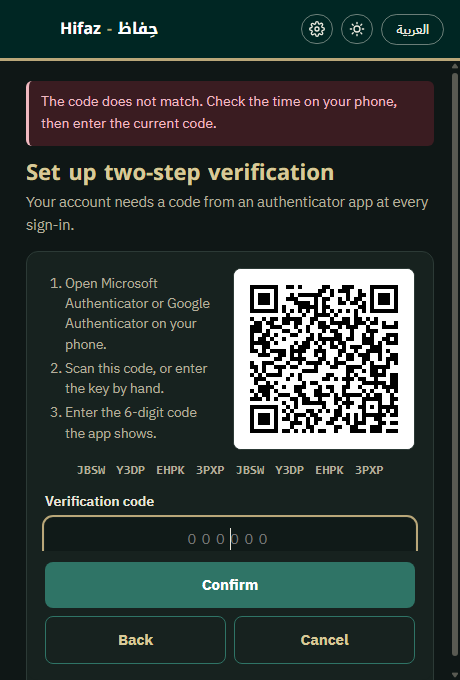 Hifaz - حِفاظ
العربية
The code does not match. Check the time on your phone,
then enter the current code.
Set up two-step verification
Your account needs a code from an authenticator app at every
sign-in.
1. Open Microsoft
Authenticator or Google
Authenticator on your
phone.
2. Scan this code, or enter
the key by hand.
3. Enter the 6-digit code
the app shows.
JBSW Y3DP EHPK 3PXP JBSW Y3DP EHPK 3PXP
Verification code
000000
Confirm
Back
Cancel